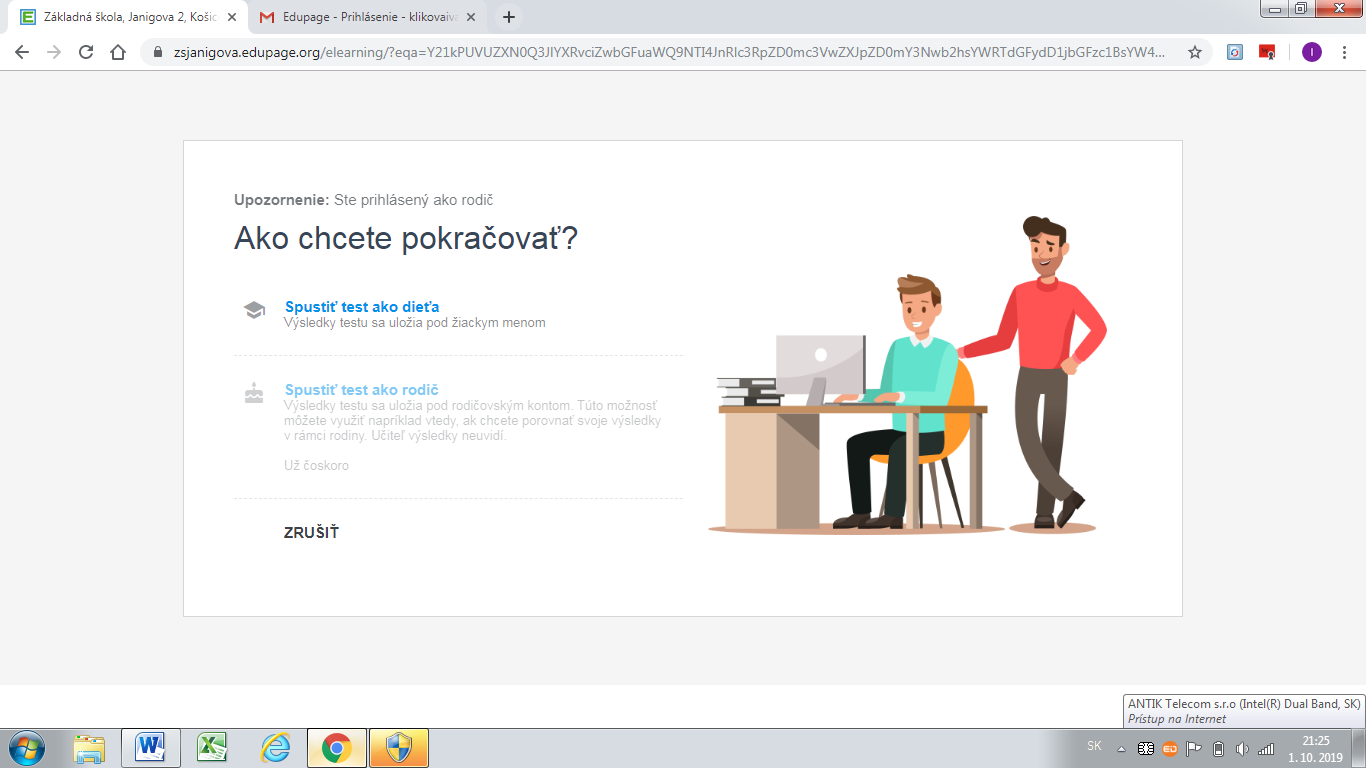 Základná škola, Janigova 2, Košic
Edupage - Prihlásenie - klikovaiva
zsjanigova.edupage.org/elearning/?eqa=Y21kPUVUZXN0Q3JlYXRvciZwbGFuaWQ9NTI4JnRlc3RpZD0mc3VwZXJpZD0mY3Nwb2hsYWRTdGFydD1jbGFzc1BsYW4...
I
Upozornenie: Ste prihlásený ako rodič
Ako chcete pokračovať?
Spustiť test ako dieťa
Výsledky testu sa uložia pod žiackym menom
Spustiť test ako rodič
Výsledky testu sa uložia pod rodičovským kontom. Túto možnosť
môžete využiť napríklad vtedy, ak chcete porovnať svoje výsledky
v rámci rodiny. Učiteľ výsledky neuvidí.
Už čoskoro
ZRUŠIŤ
ANTIK Telecom s.r.o (Intel(R) Dual Band, SK)
Prístup na Internet
SK
21:25
1. 10. 2019